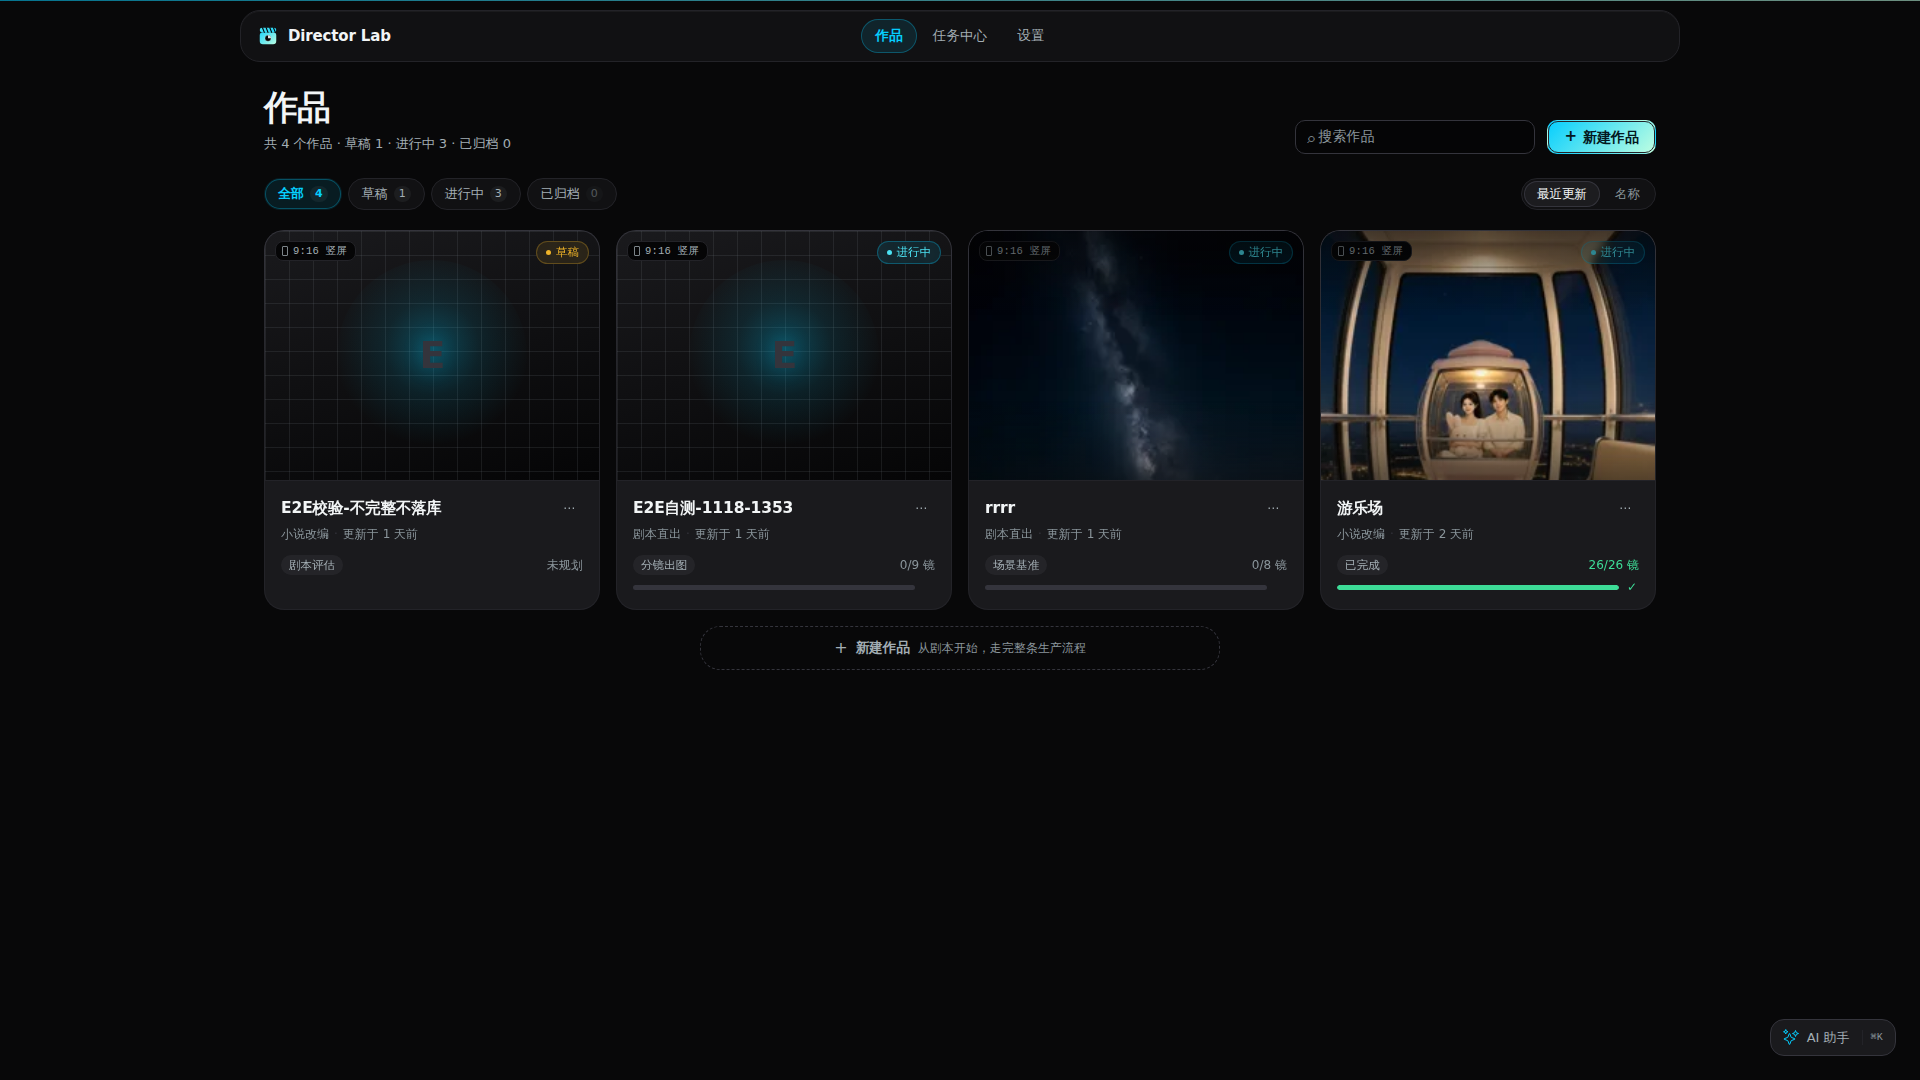 Director Lab
作品
任务中心
设置
作品
共 4 个作品 · 草稿 1 · 进行中 3 · 已归档 0
搜索作品
+ 新建作品
全部 4
草稿 1
进行中 3
已归档 0
最近更新
名称
9:16 竖屏
草稿
E
E2E校验-不完整不落库
...
小说改编 · 更新于 1 天前
剧本评估
未规划
9:16 竖屏
进行中
E
E2E自测-1118-1353
...
剧本直出 · 更新于 1 天前
分镜出图
0/9 镜
9:16 竖屏
进行中
rrrr
...
剧本直出 · 更新于 1 天前
场景基准
0/8 镜
9:16 竖屏
进行中
游乐场
...
小说改编 · 更新于 2 天前
已完成
26/26 镜
✓
+ 新建作品 从剧本开始，走完整条生产流程
AI 助手 ⌘K